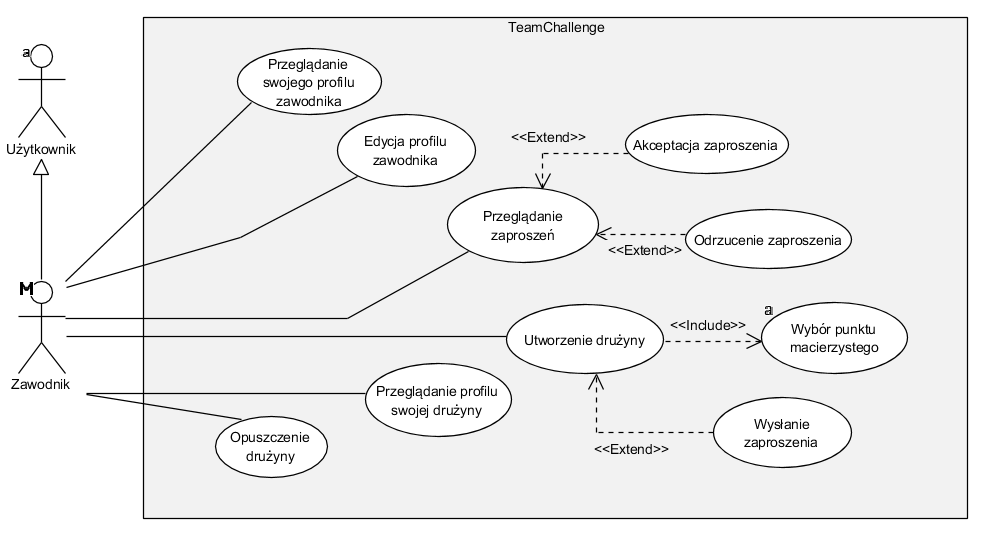 TeamChallenge
a
Użytkownik
Przeglądanie
swojego profilu
zawodnika
Edycja profilu
zawodnika
<<Extend>>
Akceptacja zaproszenia
Przeglądanie
zaproszeń
Odrzucenie zaproszenia
<<Extend>>
M
Zawodnik
Utworzenie drużyny
<<Include>>
a
Wybór punktu
macierzystego
Przeglądanie profilu
swojej drużyny
Wysłanie
zaproszenia
<<Extend>>
Opuszczenie
drużyny